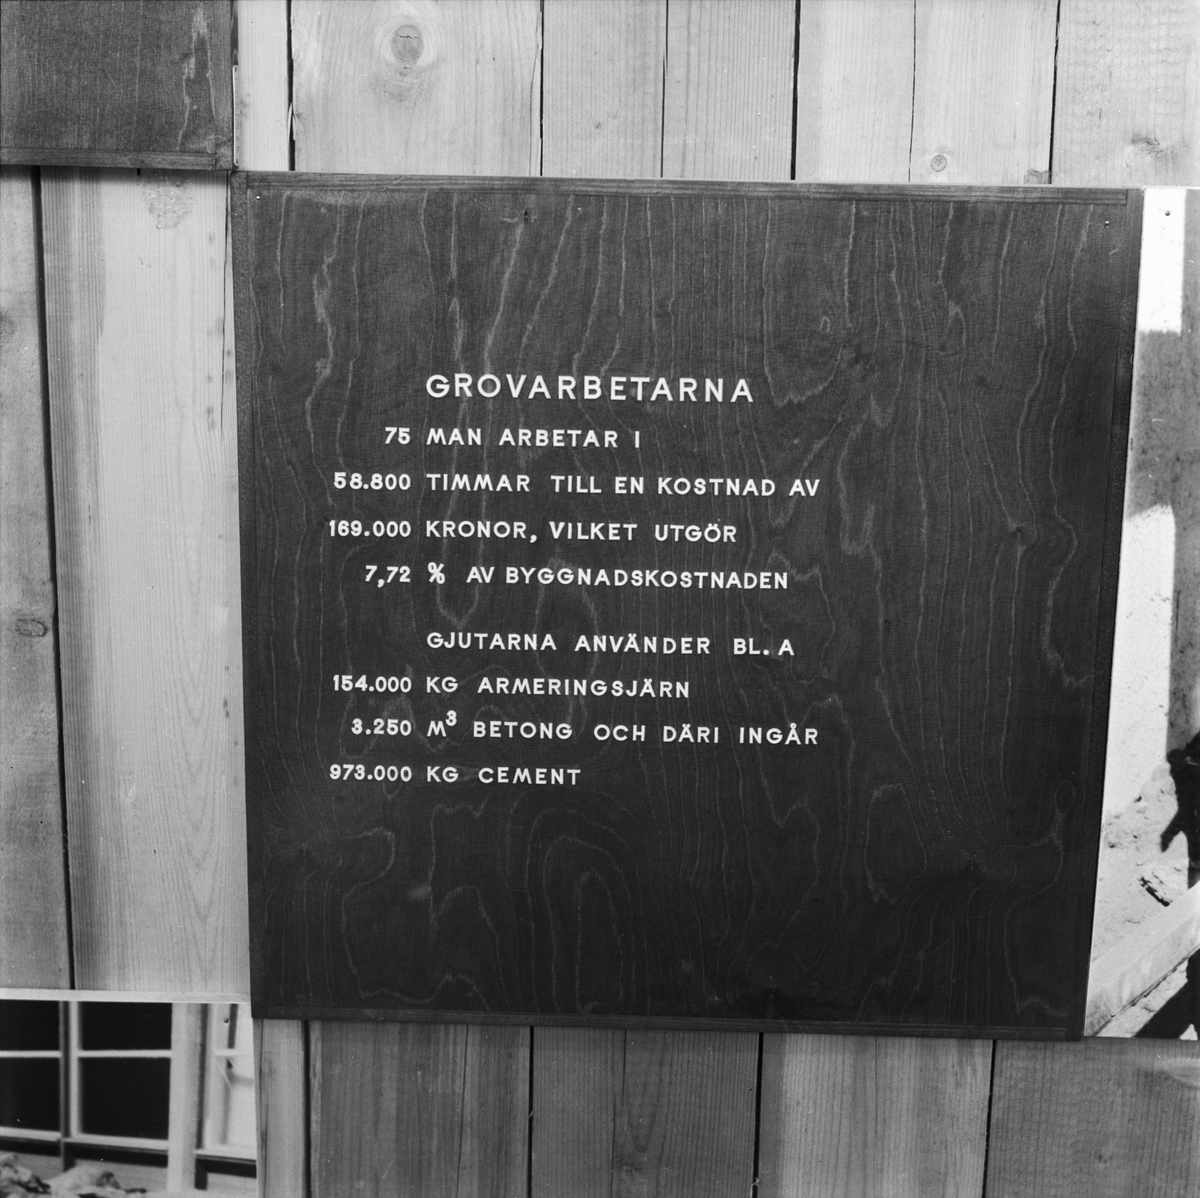 GROVARBETARNA
75 MAN ARBETAR I
58.800 TIMMAR TILL EN KOSTNAD AV
169.000 KRONOR, VILKET UTGÖR
7,72 % AV BYGGNADSKOSTNADEN
GJUTARNA ANVÄNDER BL. A
154.000 KG ARMERINGSJÄRN
3.250 M³ BETONG OCH DÄRI INGÅR
973.000 KG CEMENT